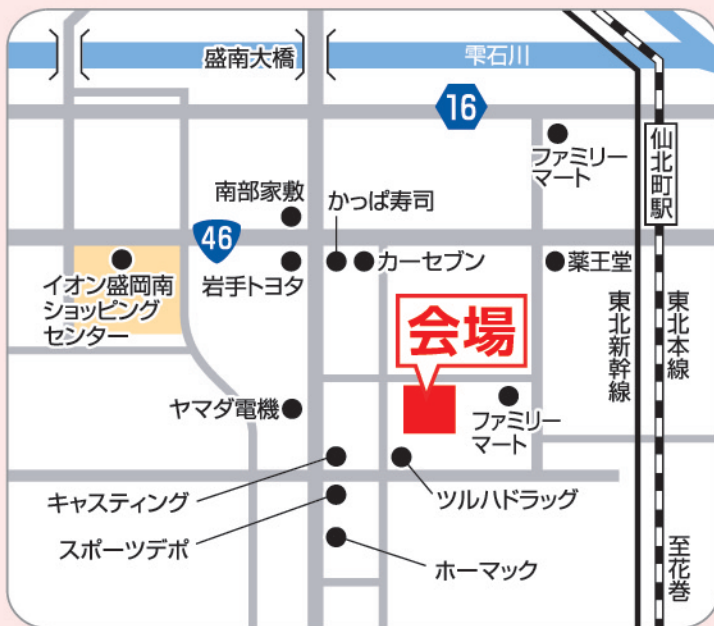 盛南大橋
雫石川
16
ファミリー
マート
仙北町駅
南部家敷
かっぱ寿司
46
イオン盛岡南
ショッピング
センター
岩手トヨタ
カーセブン
薬王堂
東北新幹線
東北本線
会場
ヤマダ電機
ファミリー
マート
キャスティング
ツルハドラッグ
スポーツデポ
ホーマック
至花巻